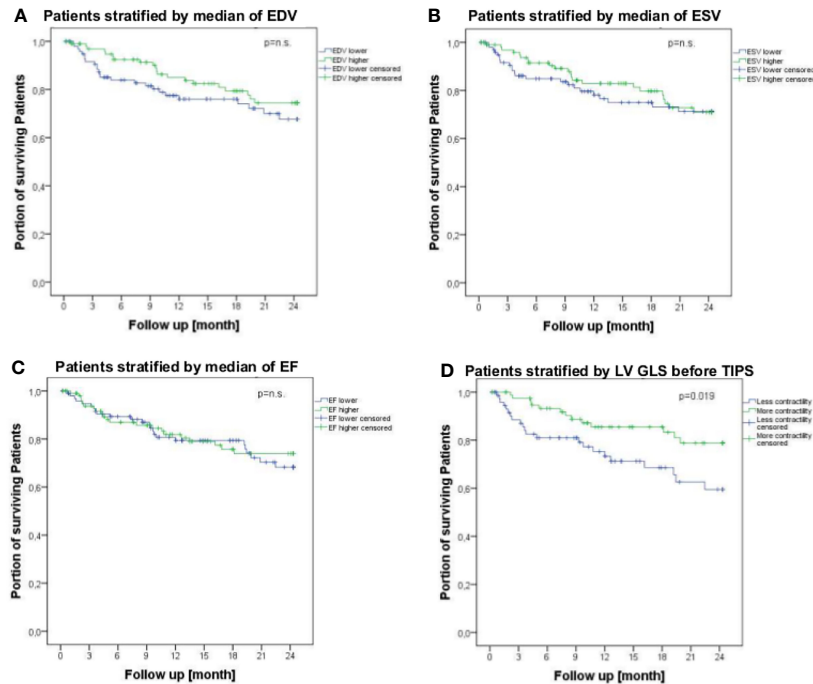 A Patients stratified by median of EDV
p=n.s.
EDV lower
EDV higher
EDV lower censored
EDV higher censored
Portion of surviving Patients
1,0
0,8
0,6
0,4
0,2
0,0
0 3 6 9 12 15 18 21 24
Follow up [month]
B Patients stratified by median of ESV
p=n.s.
ESV lower
ESV higher
ESV lower censored
ESV higher censored
Portion of surviving Patients
1,0
0,8
0,6
0,4
0,2
0,0
0 3 6 9 12 15 18 21 24
Follow up [month]
C Patients stratified by median of EF
p=n.s.
EF lower
EF higher
EF lower censored
EF higher censored
Portion of surviving Patients
1,0
0,8
0,6
0,4
0,2
0,0
0 3 6 9 12 15 18 21 24
Follow up [month]
D Patients stratified by LV GLS before TIPS
p=0.019
Less contractility
More contractility
Less contractility
censored
More contractility
censored
Portion of surviving Patients
1,0
0,8
0,6
0,4
0,2
0,0
0 3 6 9 12 15 18 21 24
Follow up [month]